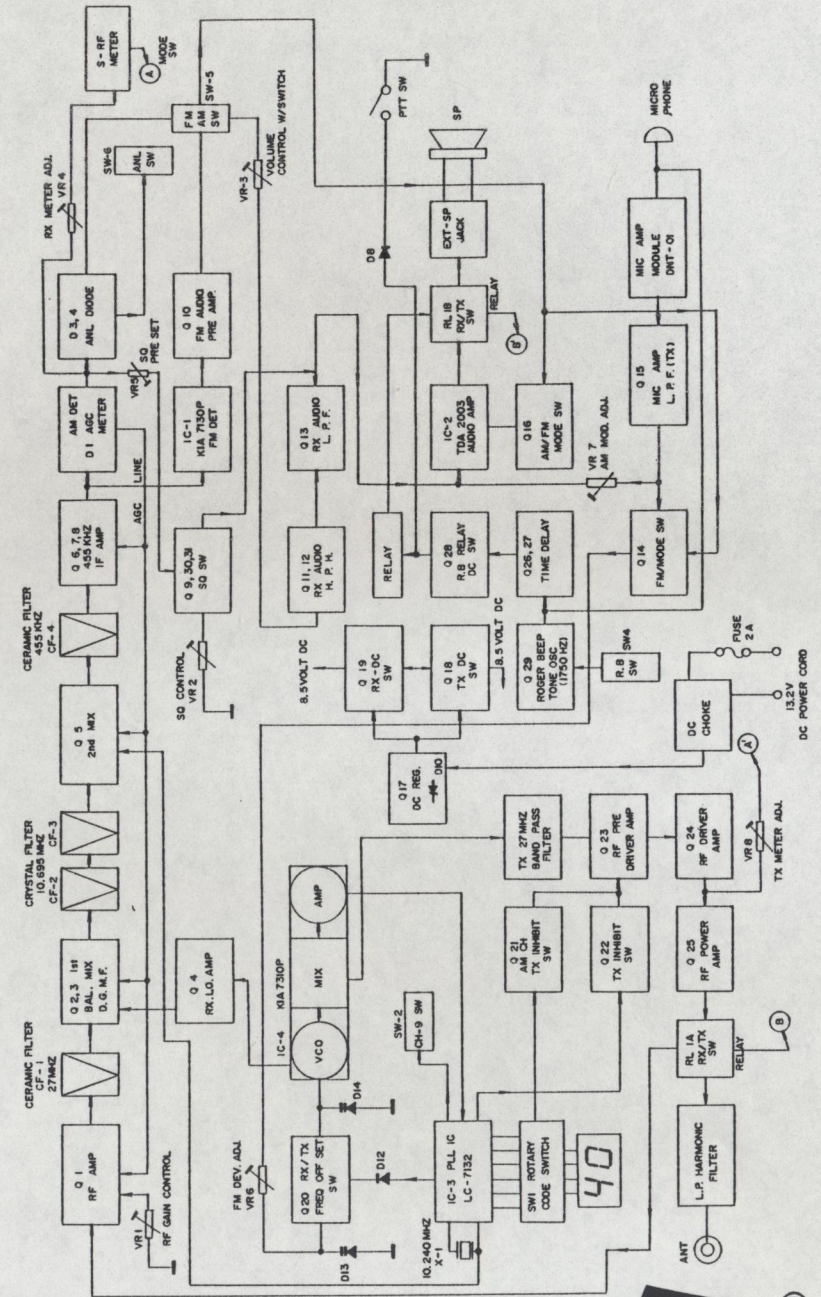 CERAMIC FILTER
CF-1
27MHZ
CRYSTAL FILTER
10.695 MHZ
CF-2
CF-3
CERAMIC FILTER
455 KHZ
CF-4
RX METER ADJ.
VR4
S-RF
METER
A
MODE
SW
Q1
RF AMP
Q 2,3 1st
BAL. MIX
D.G.M.F.
Q 5
2nd MIX
Q 6, 7, 8
455 KHZ
IF AMP
AM DET
D1 AGC
METER
D 3, 4
ANL DIODE
SW-6
ANL
SW
FM
AM
SW
SW-5
VR1
RF GAIN CONTROL
AGC LINE
VR5
SQ
PRE SET
Q 4
RX. LO. AMP
SQ CONTROL
VR2
Q 9, 30, 31
SQ SW
IC-1
KIA 7130P
FM DET
Q 10
FM AUDIO
PRE AMP.
VR-3
VOLUME
CONTROL W/SWITCH
Q 11, 12
RX AUDIO
H. P. H.
Q 13
RX AUDIO
L. P. F.
FM DEV. ADJ.
VR6
IC-4
KIA 7310P
VCO
MIX
AMP
8.5VOLT DC
Q 19
RX-DC
SW
RELAY
IC-2
TDA 2003
AUDIO AMP
RL 1B
RX/TX
SW
RELAY
B'
EXT-SP
JACK
SP
D8
PTT SW
Q20 RX/TX
FREQ OFF SET
SW
D13
D14
D12
SW-2
CH-9 SW
Q 17
DC REG.
D10
Q 18
TX DC
SW
8.5 VOLT DC
Q 28
R.B RELAY
DC SW
Q 16
AM/FM
MODE SW
10.240 MHZ
X-1
IC-3 PLL IC
LC-7132
TX 27MHZ
BAND PASS
FILTER
Q 29
ROGER BEEP
TONE OSC
(1750 HZ)
Q26, 27
TIME DELAY
VR 7
AM MOD. ADJ.
SW1 ROTARY
CODE SWITCH
40
Q 21
AM CH
TX INHIBIT
SW
Q 23
RF PRE
DRIVER AMP
R.B
SW
SW4
Q 14
FM/MODE SW
Q 15
MIC AMP
L. P. F. (TX)
MIC AMP
MODULE
DNT-01
MICRO
PHONE
Q 22
TX INHIBIT
SW
Q 24
RF DRIVER
AMP
DC
CHOKE
FUSE
2A
13.2V
DC POWER CORD
ANT
L.P. HARMONIC
FILTER
RL 1A
RX/TX
SW
RELAY
B
Q 25
RF POWER
AMP
VR8
TX METER ADJ.
A'